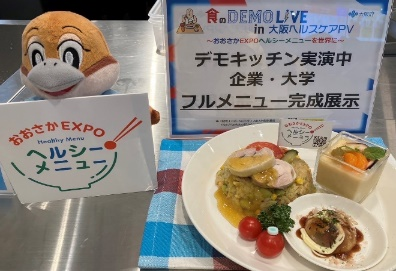 食のDEMO LIVE
in 大阪ヘルスケアPV
～おおさかEXPOヘルシーメニューを世界に～
デモキッチン実演中
企業・大学
フルメニュー完成展示
おおさかEXPO
Healthy Menu
ヘルシー
メニュー